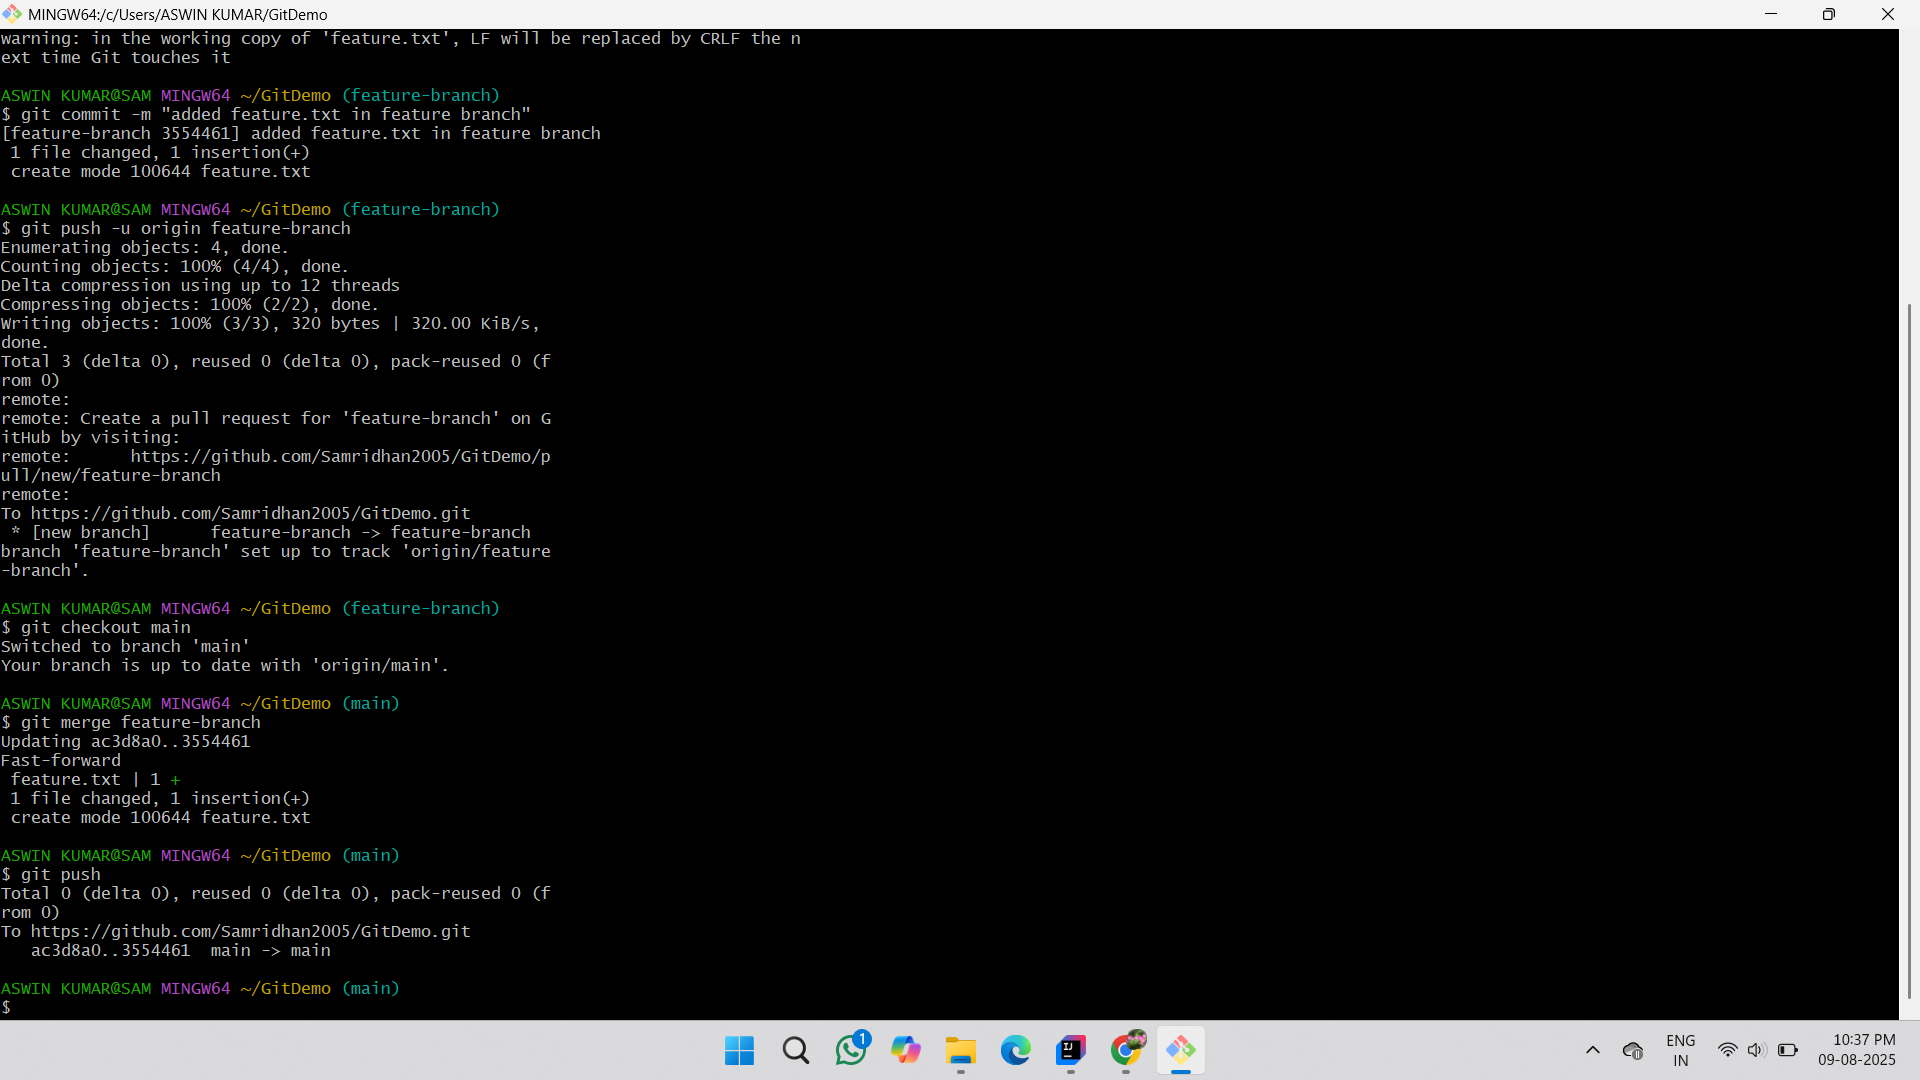 MINGW64:/c/Users/ASWIN KUMAR/GitDemo
warning: in the working copy of 'feature.txt', LF will be replaced by CRLF the n
ext time Git touches it
ASWIN KUMAR@SAM MINGW64 ~/GitDemo (feature-branch)
$ git commit -m "added feature.txt in feature branch"
[feature-branch 3554461] added feature.txt in feature branch
 1 file changed, 1 insertion(+)
 create mode 100644 feature.txt
ASWIN KUMAR@SAM MINGW64 ~/GitDemo (feature-branch)
$ git push -u origin feature-branch
Enumerating objects: 4, done.
Counting objects: 100% (4/4), done.
Delta compression using up to 12 threads
Compressing objects: 100% (2/2), done.
Writing objects: 100% (3/3), 320 bytes | 320.00 KiB/s,
done.
Total 3 (delta 0), reused 0 (delta 0), pack-reused 0 (f
rom 0)
remote:
remote: Create a pull request for 'feature-branch' on G
itHub by visiting:
remote:      https://github.com/Samridhan2005/GitDemo/p
ull/new/feature-branch
remote:
To https://github.com/Samridhan2005/GitDemo.git
 * [new branch]      feature-branch -> feature-branch
branch 'feature-branch' set up to track 'origin/feature
-branch'.
ASWIN KUMAR@SAM MINGW64 ~/GitDemo (feature-branch)
$ git checkout main
Switched to branch 'main'
Your branch is up to date with 'origin/main'.
ASWIN KUMAR@SAM MINGW64 ~/GitDemo (main)
$ git merge feature-branch
Updating ac3d8a0..3554461
Fast-forward
 feature.txt | 1 +
 1 file changed, 1 insertion(+)
 create mode 100644 feature.txt
ASWIN KUMAR@SAM MINGW64 ~/GitDemo (main)
$ git push
Total 0 (delta 0), reused 0 (delta 0), pack-reused 0 (f
rom 0)
To https://github.com/Samridhan2005/GitDemo.git
   ac3d8a0..3554461  main -> main
ASWIN KUMAR@SAM MINGW64 ~/GitDemo (main)
$
1
IJ
ENG
IN
10:37 PM
09-08-2025